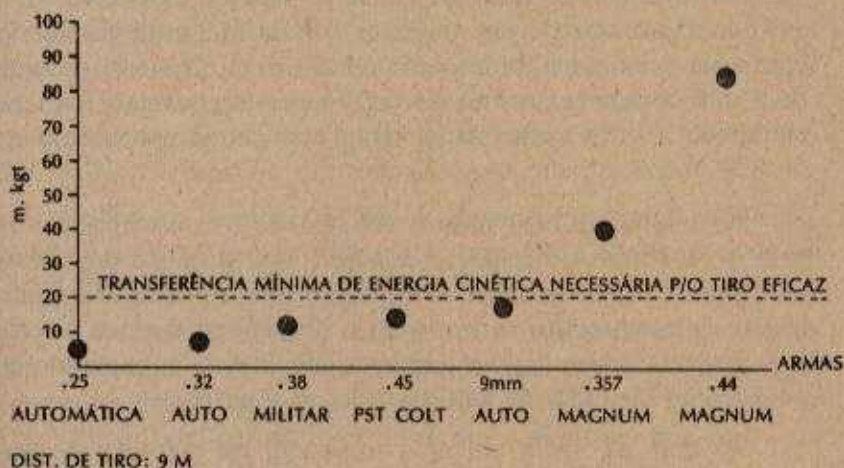 100
90
80
70
60
50
40
30
20
10
m. kgt
TRANSFERÊNCIA MÍNIMA DE ENERGIA CINÉTICA NECESSÁRIA P/O TIRO EFICAZ
ARMAS
.25 .32 .38 .45 9mm .357 .44
AUTOMÁTICA AUTO MILITAR PST COLT AUTO MAGNUM MAGNUM
DIST. DE TIRO: 9 M